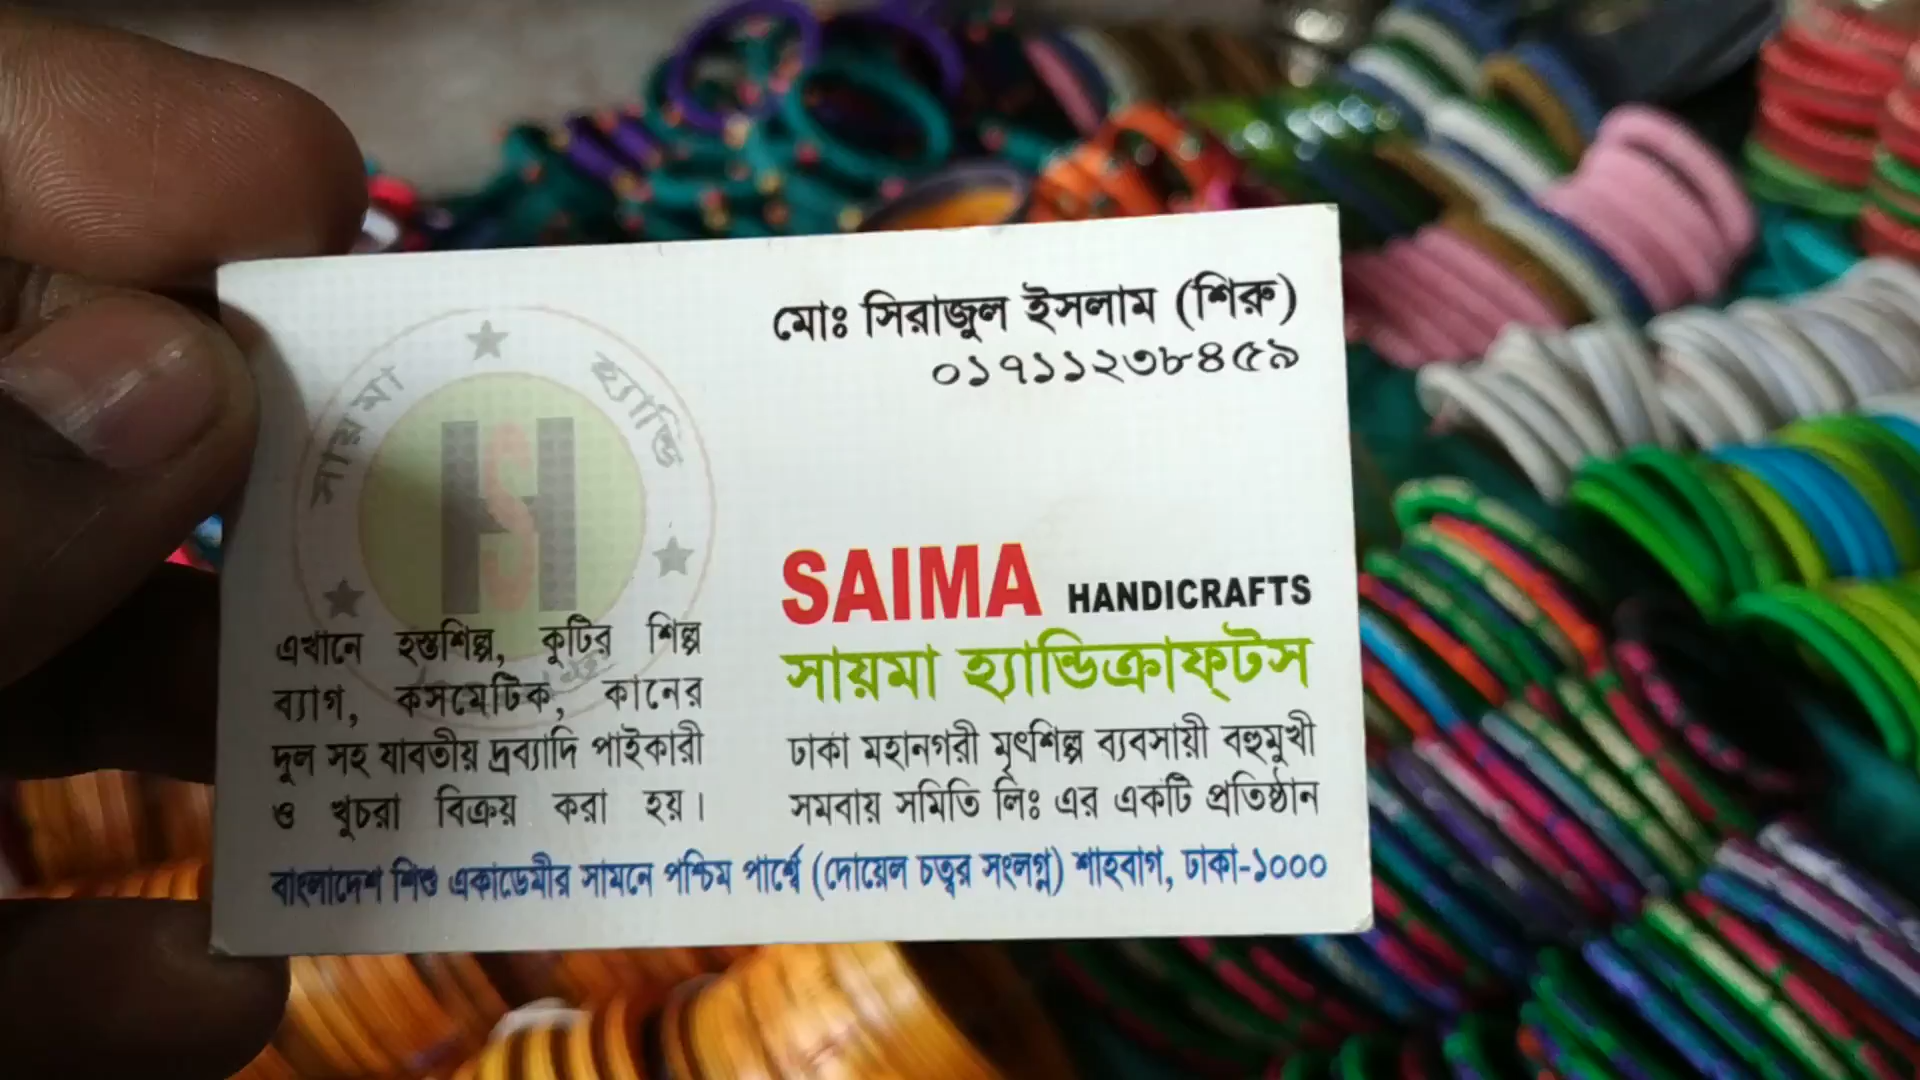 মোঃ সিরাজুল ইসলাম (শিরু)
০১৭১১২৩৮৪৫৯
সায়মা হ্যান্ডি
HS
SAIMA HANDICRAFTS
সায়মা হ্যান্ডিক্রাফ্টস
ঢাকা মহানগরী মৃৎশিল্প ব্যবসায়ী বহুমুখী
সমবায় সমিতি লিঃ এর একটি প্রতিষ্ঠান
এখানে হস্তশিল্প, কুটির শিল্প
ব্যাগ, কসমেটিক, কানের
দুল সহ যাবতীয় দ্রব্যাদি পাইকারী
ও খুচরা বিক্রয় করা হয়।
বাংলাদেশ শিশু একাডেমীর সামনে পশ্চিম পার্শ্বে (দোয়েল চত্বর সংলগ্ন) শাহবাগ, ঢাকা-১০০০